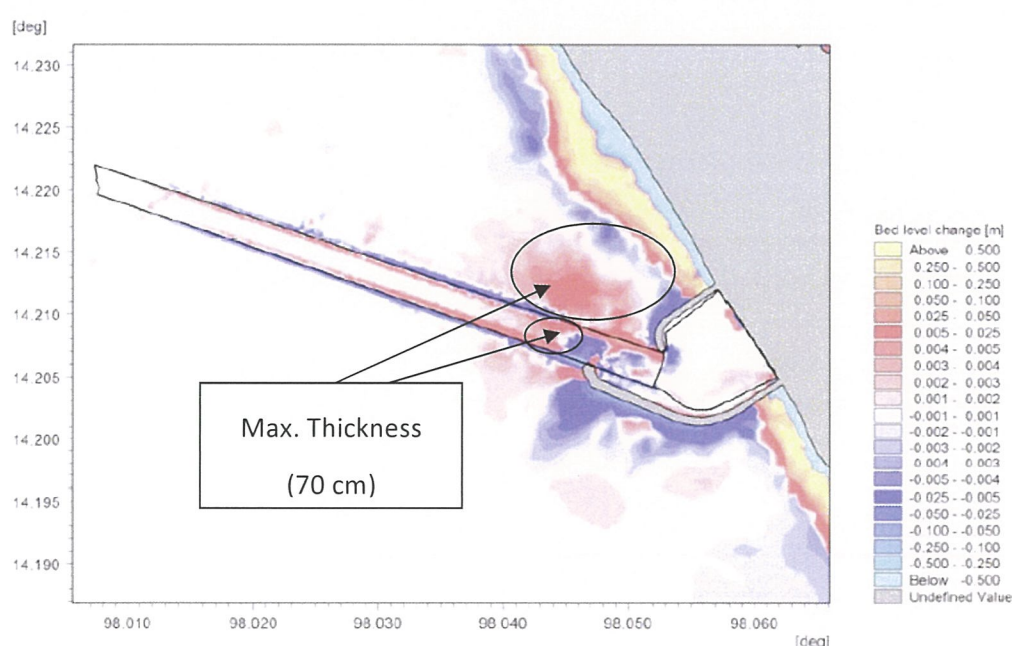 [deg]
14.230
14.225
14.220
14.215
14.210
14.205
14.200
14.195
14.190
98.010 98.020 98.030 98.040 98.050 98.060
[deg]
Max. Thickness
(70 cm)
Bed level change [m]
Above 0.500
0.250 - 0.500
0.100 - 0.250
0.050 - 0.100
0.025 - 0.050
0.005 - 0.025
0.004 - 0.005
0.003 - 0.004
0.002 - 0.003
0.001 - 0.002
-0.001 - 0.001
-0.002 - -0.001
-0.003 - -0.002
0.004 0.003
-0.005 - -0.004
-0.025 - -0.005
-0.050 - -0.025
-0.100 - -0.050
-0.250 - -0.100
-0.500 - -0.250
Below -0.500
Undefined Value